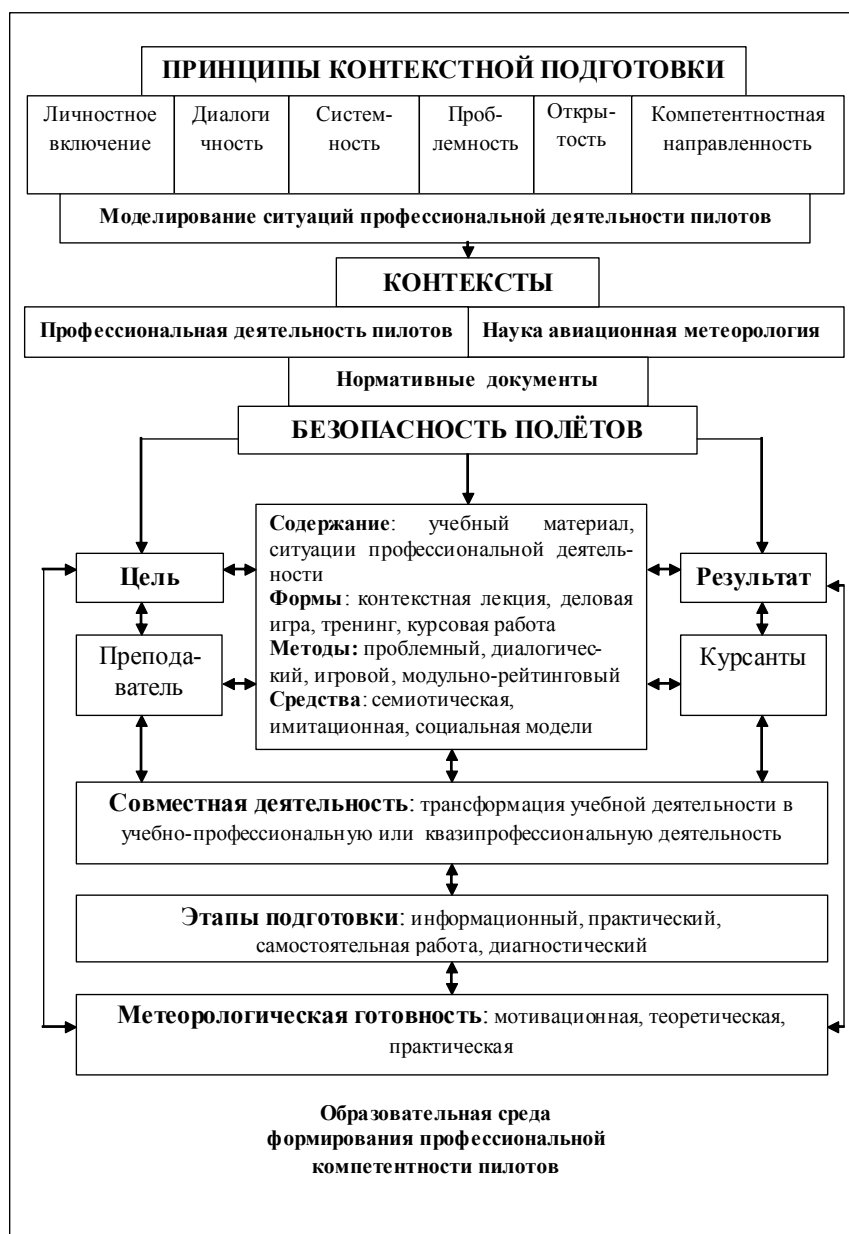 ПРИНЦИПЫ КОНТЕКСТНОЙ ПОДГОТОВКИ
Личностное
включение
Диалоги
чность
Систем-
ность
Проб-
лемность
Откры-
тость
Компетентностная
направленность
Моделирование ситуаций профессиональной деятельности пилотов
КОНТЕКСТЫ
Профессиональная деятельность пилотов
Наука авиационная метеорология
Нормативные документы
БЕЗОПАСНОСТЬ ПОЛЁТОВ
Содержание: учебный материал,
ситуации профессиональной деятель-
ности
Формы: контекстная лекция, деловая
игра, тренинг, курсовая работа
Методы: проблемный, диалогичес-
кий, игровой, модульно-рейтинговый
Средства: семиотическая,
имитационная, социальная модели
Цель
Результат
Препода-
ватель
Курсанты
Совместная деятельность: трансформация учебной деятельности в
учебно-профессиональную или квазипрофессиональную деятельность
Этапы подготовки: информационный, практический,
самостоятельная работа, диагностический
Метеорологическая готовность: мотивационная, теоретическая,
практическая
Образовательная среда
формирования профессиональной
компетентности пилотов